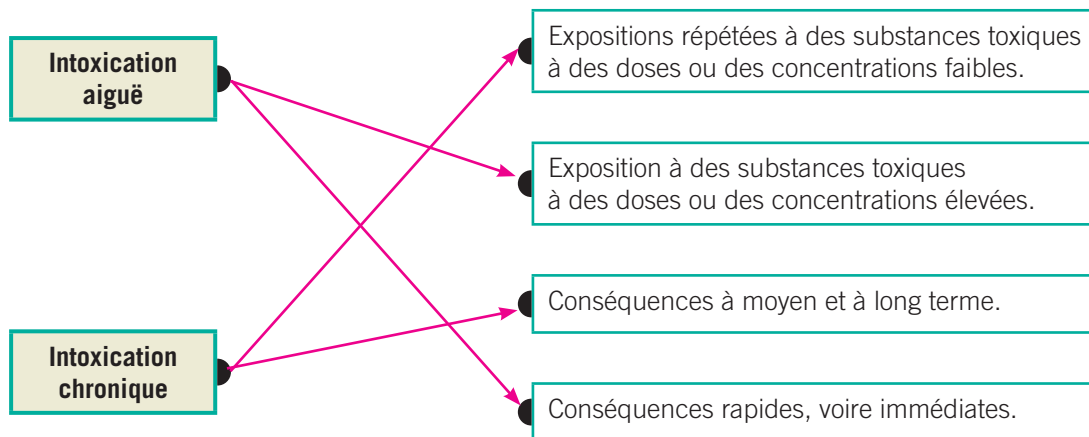 Intoxication
aiguë
Expositions répétées à des substances toxiques
à des doses ou des concentrations faibles.
Exposition à des substances toxiques
à des doses ou des concentrations élevées.
Intoxication
chronique
Conséquences à moyen et à long terme.
Conséquences rapides, voire immédiates.